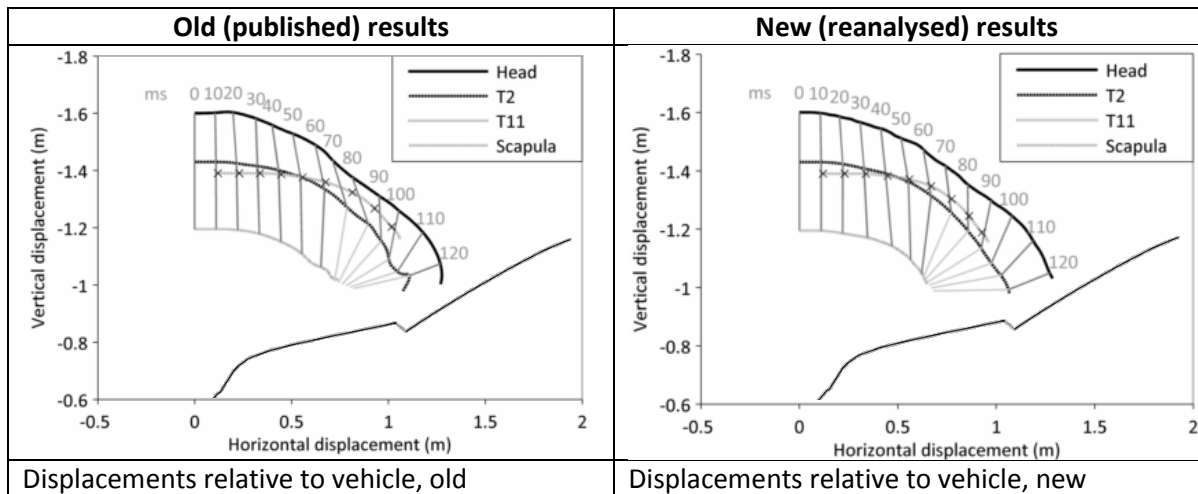 Old (published) results
New (reanalysed) results
-1.8
-1.6
-1.4
-1.2
-1
-0.8
-0.6
Vertical displacement (m)
ms
0 10 20 30 40 50 60 70 80 90 100 110 120
Head
T2
T11
Scapula
-0.5 0 0.5 1 1.5 2
Horizontal displacement (m)
-1.8
-1.6
-1.4
-1.2
-1
-0.8
-0.6
Vertical displacement (m)
ms
0 10 20 30 40 50 60 70 80 90 100 110 120
Head
T2
T11
Scapula
-0.5 0 0.5 1 1.5 2
Horizontal displacement (m)
Displacements relative to vehicle, old
Displacements relative to vehicle, new